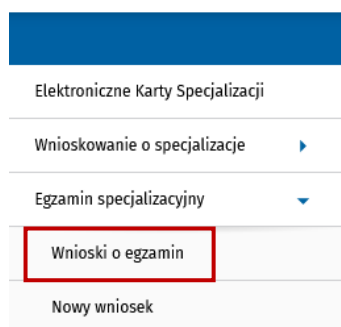 Elektroniczne Karty Specjalizacji
Wnioskowanie o specjalizacje
Egzamin specjalizacyjny
Wnioski o egzamin
Nowy wniosek